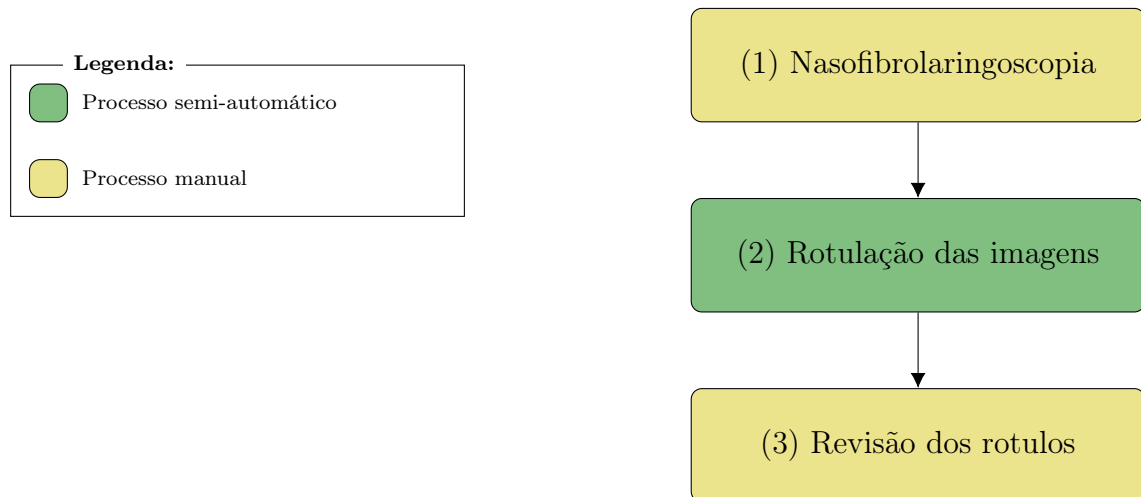 Legenda:
Processo semi-automático
Processo manual
(1) Nasofibrolaringoscopia
(2) Rotulação das imagens
(3) Revisão dos rotulos